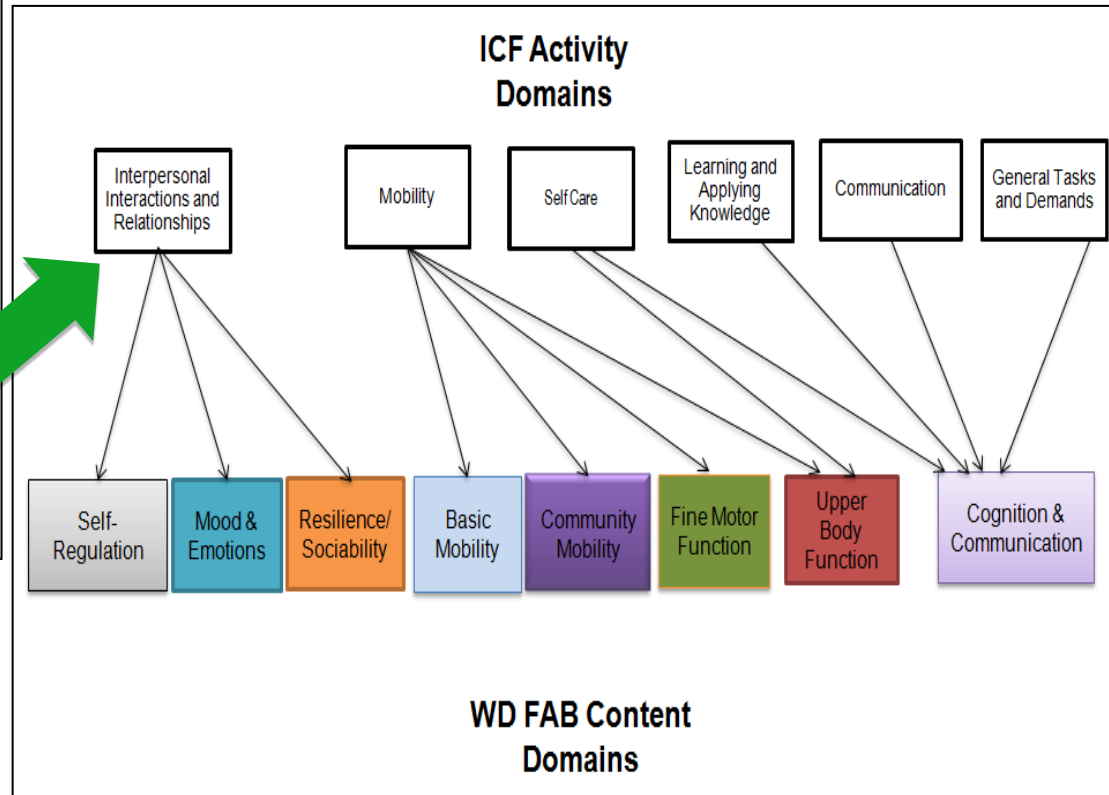 ICF Activity
Domains
Interpersonal
Interactions and
Relationships
Mobility
Self Care
Learning and
Applying
Knowledge
Communication
General Tasks
and Demands
Self-
Regulation
Mood &
Emotions
Resilience/
Sociability
Basic
Mobility
Community
Mobility
Fine Motor
Function
Upper
Body
Function
Cognition &
Communication
WD FAB Content
Domains